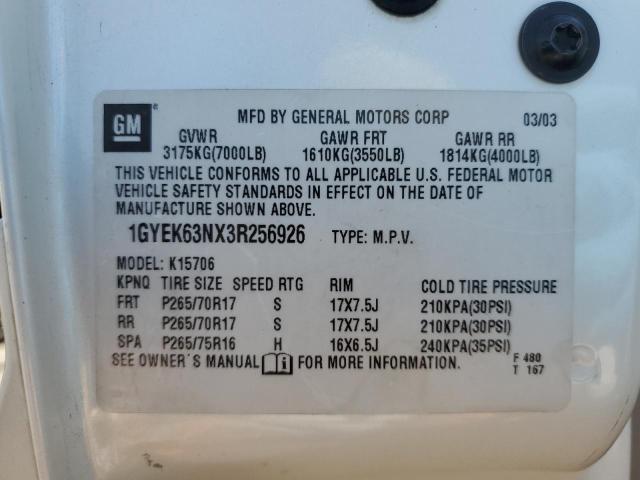 GM ®
MFD BY GENERAL MOTORS CORP 03/03
GVWR GAWR FRT GAWR RR
3175KG(7000LB) 1610KG(3550LB) 1814KG(4000LB)
THIS VEHICLE CONFORMS TO ALL APPLICABLE U.S. FEDERAL MOTOR
VEHICLE SAFETY STANDARDS IN EFFECT ON THE DATE OF
MANUFACTURE SHOWN ABOVE.
1GYEK63NX3R256926 TYPE: M.P.V.
MODEL: K15706
KPNQ TIRE SIZE SPEED RTG RIM COLD TIRE PRESSURE
FRT P265/70R17 S 17X7.5J 210KPA(30PSI)
RR P265/70R17 S 17X7.5J 210KPA(30PSI)
SPA P265/75R16 H 16X6.5J 240KPA(35PSI)
SEE OWNER'S MANUAL i FOR MORE INFORMATION.
F 480
T 167